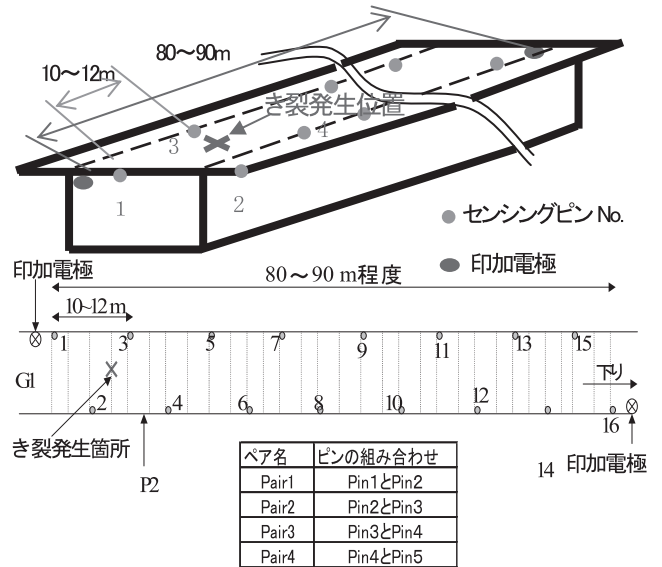 80～90m
10～12m
き裂発生位置
3
4
1
2
センシングピン No.
印加電極
印加電極
80～90 m程度
10~12 m
1
3
5
7
9
11
13
15
G1
下り
2
4
6
8
10
12
16
き裂発生箇所
P2
14
印加電極
ペア名 ピンの組み合わせ
Pair1 Pin1とPin2
Pair2 Pin2とPin3
Pair3 Pin3とPin4
Pair4 Pin4とPin5